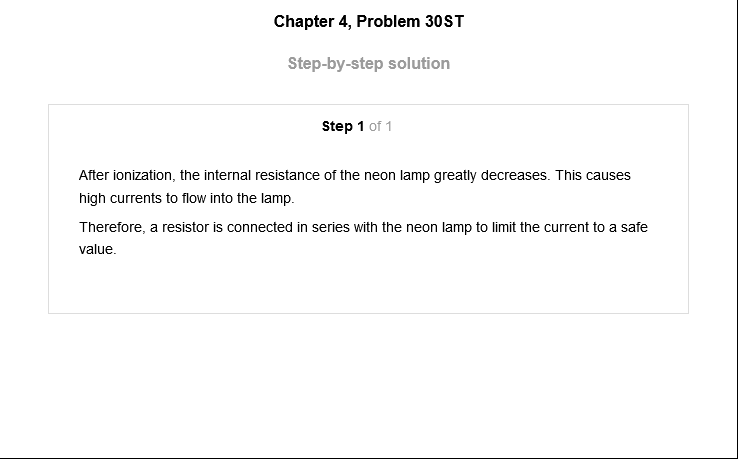 Chapter 4, Problem 30ST
Step-by-step solution
Step 1 of 1
After ionization, the internal resistance of the neon lamp greatly decreases. This causes
high currents to flow into the lamp.
Therefore, a resistor is connected in series with the neon lamp to limit the current to a safe
value.